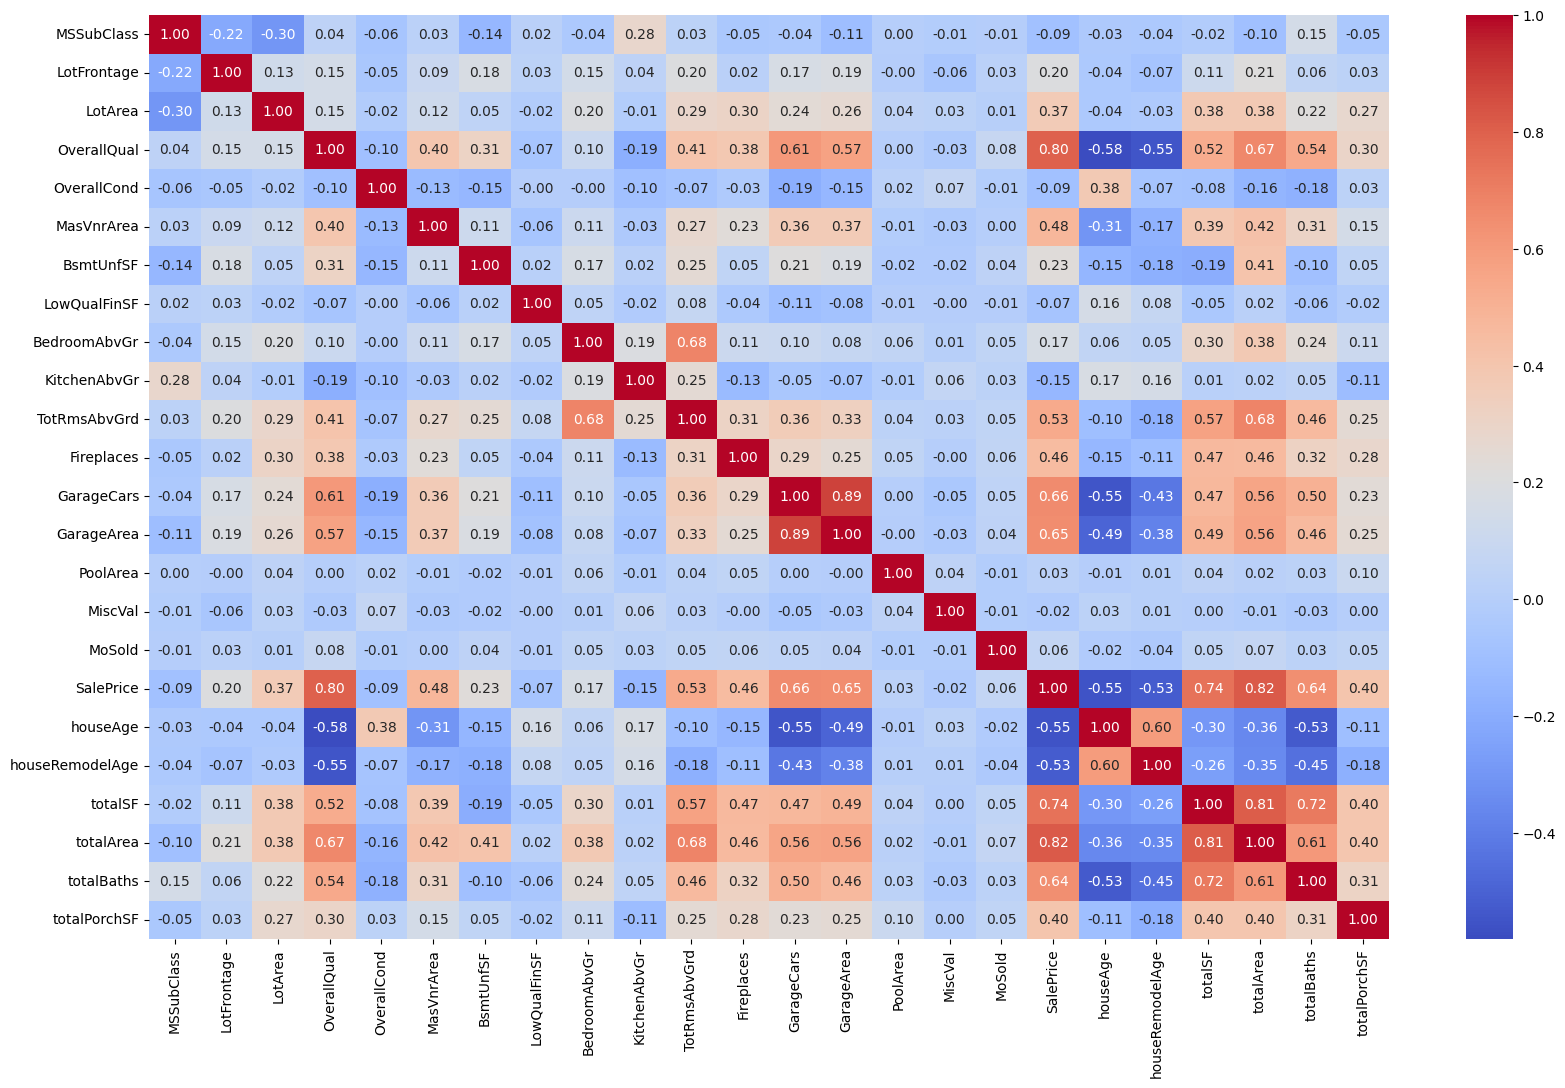 MSSubClass 1.00 -0.22 -0.30 0.04 -0.06 0.03 -0.14 0.02 -0.04 0.28 0.03 -0.05 -0.04 -0.11 0.00 -0.01 -0.01 -0.09 -0.03 -0.04 -0.02 -0.10 0.15 -0.05
LotFrontage -0.22 1.00 0.13 0.15 -0.05 0.09 0.18 0.03 0.15 0.04 0.20 0.02 0.17 0.19 -0.00 -0.06 0.03 0.20 -0.04 -0.07 0.11 0.21 0.06 0.03
LotArea -0.30 0.13 1.00 0.15 -0.02 0.12 0.05 -0.02 0.20 -0.01 0.29 0.30 0.24 0.26 0.04 0.03 0.01 0.37 -0.04 -0.03 0.38 0.38 0.22 0.27
OverallQual 0.04 0.15 0.15 1.00 -0.10 0.40 0.31 -0.07 0.10 -0.19 0.41 0.38 0.61 0.57 0.00 -0.03 0.08 0.80 -0.58 -0.55 0.52 0.67 0.54 0.30
OverallCond -0.06 -0.05 -0.02 -0.10 1.00 -0.13 -0.15 -0.00 -0.00 -0.10 -0.07 -0.03 -0.19 -0.15 0.02 0.07 -0.01 -0.09 0.38 -0.07 -0.08 -0.16 -0.18 0.03
MasVnrArea 0.03 0.09 0.12 0.40 -0.13 1.00 0.11 -0.06 0.11 -0.03 0.27 0.23 0.36 0.37 -0.01 -0.03 0.00 0.48 -0.31 -0.17 0.39 0.42 0.31 0.15
BsmtUnfSF -0.14 0.18 0.05 0.31 -0.15 0.11 1.00 0.02 0.17 0.02 0.25 0.05 0.21 0.19 -0.02 -0.02 0.04 0.23 -0.15 -0.18 -0.19 0.41 -0.10 0.05
LowQualFinSF 0.02 0.03 -0.02 -0.07 -0.00 -0.06 0.02 1.00 0.05 -0.02 0.08 -0.04 -0.11 -0.08 -0.01 -0.00 -0.01 -0.07 0.16 0.08 -0.05 0.02 -0.06 -0.02
BedroomAbvGr -0.04 0.15 0.20 0.10 -0.00 0.11 0.17 0.05 1.00 0.19 0.68 0.11 0.10 0.08 0.06 0.01 0.05 0.17 0.06 0.05 0.30 0.38 0.24 0.11
KitchenAbvGr 0.28 0.04 -0.01 -0.19 -0.10 -0.03 0.02 -0.02 0.19 1.00 0.25 -0.13 -0.05 -0.07 -0.01 0.06 0.03 -0.15 0.17 0.16 0.01 0.02 0.05 -0.11
TotRmsAbvGrd 0.03 0.20 0.29 0.41 -0.07 0.27 0.25 0.08 0.68 0.25 1.00 0.31 0.36 0.33 0.04 0.03 0.05 0.53 -0.10 -0.18 0.57 0.68 0.46 0.25
Fireplaces -0.05 0.02 0.30 0.38 -0.03 0.23 0.05 -0.04 0.11 -0.13 0.31 1.00 0.29 0.25 0.05 -0.00 0.06 0.46 -0.15 -0.11 0.47 0.46 0.32 0.28
GarageCars -0.04 0.17 0.24 0.61 -0.19 0.36 0.21 -0.11 0.10 -0.05 0.36 0.29 1.00 0.89 0.00 -0.05 0.05 0.66 -0.55 -0.43 0.47 0.56 0.50 0.23
GarageArea -0.11 0.19 0.26 0.57 -0.15 0.37 0.19 -0.08 0.08 -0.07 0.33 0.25 0.89 1.00 -0.00 -0.03 0.04 0.65 -0.49 -0.38 0.49 0.56 0.46 0.25
PoolArea 0.00 -0.00 0.04 0.00 0.02 -0.01 -0.02 -0.01 0.06 -0.01 0.04 0.05 0.00 -0.00 1.00 0.04 -0.01 0.03 -0.01 0.01 0.04 0.02 0.03 0.10
MiscVal -0.01 -0.06 0.03 -0.03 0.07 -0.03 -0.02 -0.00 0.01 0.06 0.03 -0.00 -0.05 -0.03 0.04 1.00 -0.01 -0.02 0.03 0.01 0.00 -0.01 -0.03 0.00
MoSold -0.01 0.03 0.01 0.08 -0.01 0.00 0.04 -0.01 0.05 0.03 0.05 0.06 0.05 0.04 -0.01 -0.01 1.00 0.06 -0.02 -0.04 0.05 0.07 0.03 0.05
SalePrice -0.09 0.20 0.37 0.80 -0.09 0.48 0.23 -0.07 0.17 -0.15 0.53 0.46 0.66 0.65 0.03 -0.02 0.06 1.00 -0.55 -0.53 0.74 0.82 0.64 0.40
houseAge -0.03 -0.04 -0.04 -0.58 0.38 -0.31 -0.15 0.16 0.06 0.17 -0.10 -0.15 -0.55 -0.49 -0.01 0.03 -0.02 -0.55 1.00 0.60 -0.30 -0.36 -0.53 -0.11
houseRemodelAge -0.04 -0.07 -0.03 -0.55 -0.07 -0.17 -0.18 0.08 0.05 0.16 -0.18 -0.11 -0.43 -0.38 0.01 0.01 -0.04 -0.53 0.60 1.00 -0.26 -0.35 -0.45 -0.18
totalSF -0.02 0.11 0.38 0.52 -0.08 0.39 -0.19 -0.05 0.30 0.01 0.57 0.47 0.47 0.49 0.04 0.00 0.05 0.74 -0.30 -0.26 1.00 0.81 0.72 0.40
totalArea -0.10 0.21 0.38 0.67 -0.16 0.42 0.41 0.02 0.38 0.02 0.68 0.46 0.56 0.56 0.02 -0.01 0.07 0.82 -0.36 -0.35 0.81 1.00 0.61 0.40
totalBaths 0.15 0.06 0.22 0.54 -0.18 0.31 -0.10 -0.06 0.24 0.05 0.46 0.32 0.50 0.46 0.03 -0.03 0.03 0.64 -0.53 -0.45 0.72 0.61 1.00 0.31
totalPorchSF -0.05 0.03 0.27 0.30 0.03 0.15 0.05 -0.02 0.11 -0.11 0.25 0.28 0.23 0.25 0.10 0.00 0.05 0.40 -0.11 -0.18 0.40 0.40 0.31 1.00
MSSubClass LotFrontage LotArea OverallQual OverallCond MasVnrArea BsmtUnfSF LowQualFinSF BedroomAbvGr KitchenAbvGr TotRmsAbvGrd Fireplaces GarageCars GarageArea PoolArea MiscVal MoSold SalePrice houseAge houseRemodelAge totalSF totalArea totalBaths totalPorchSF
1.0
0.8
0.6
0.4
0.2
0.0
−0.2
−0.4